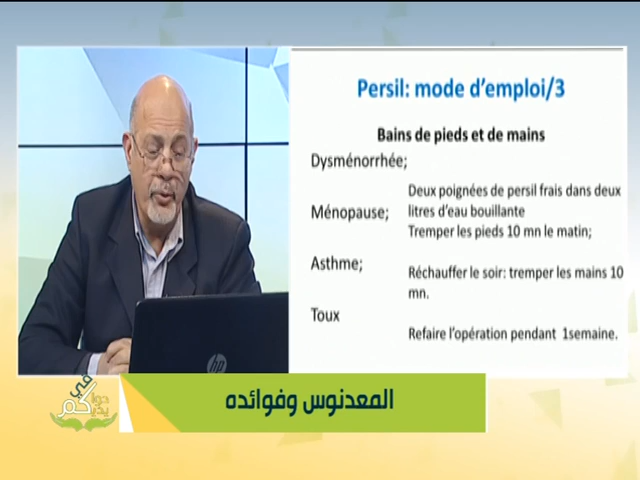 Persil: mode d'emploi/3
Bains de pieds et de mains
Dysménorrhée;
Deux poignées de persil frais dans deux
litres d'eau bouillante
Ménopause;
Tremper les pieds 10 mn le matin;
Asthme;
Réchauffer le soir: tremper les mains 10
mn.
Toux
Refaire l'opération pendant 1semaine.
hp
المعدنوس وفوائده